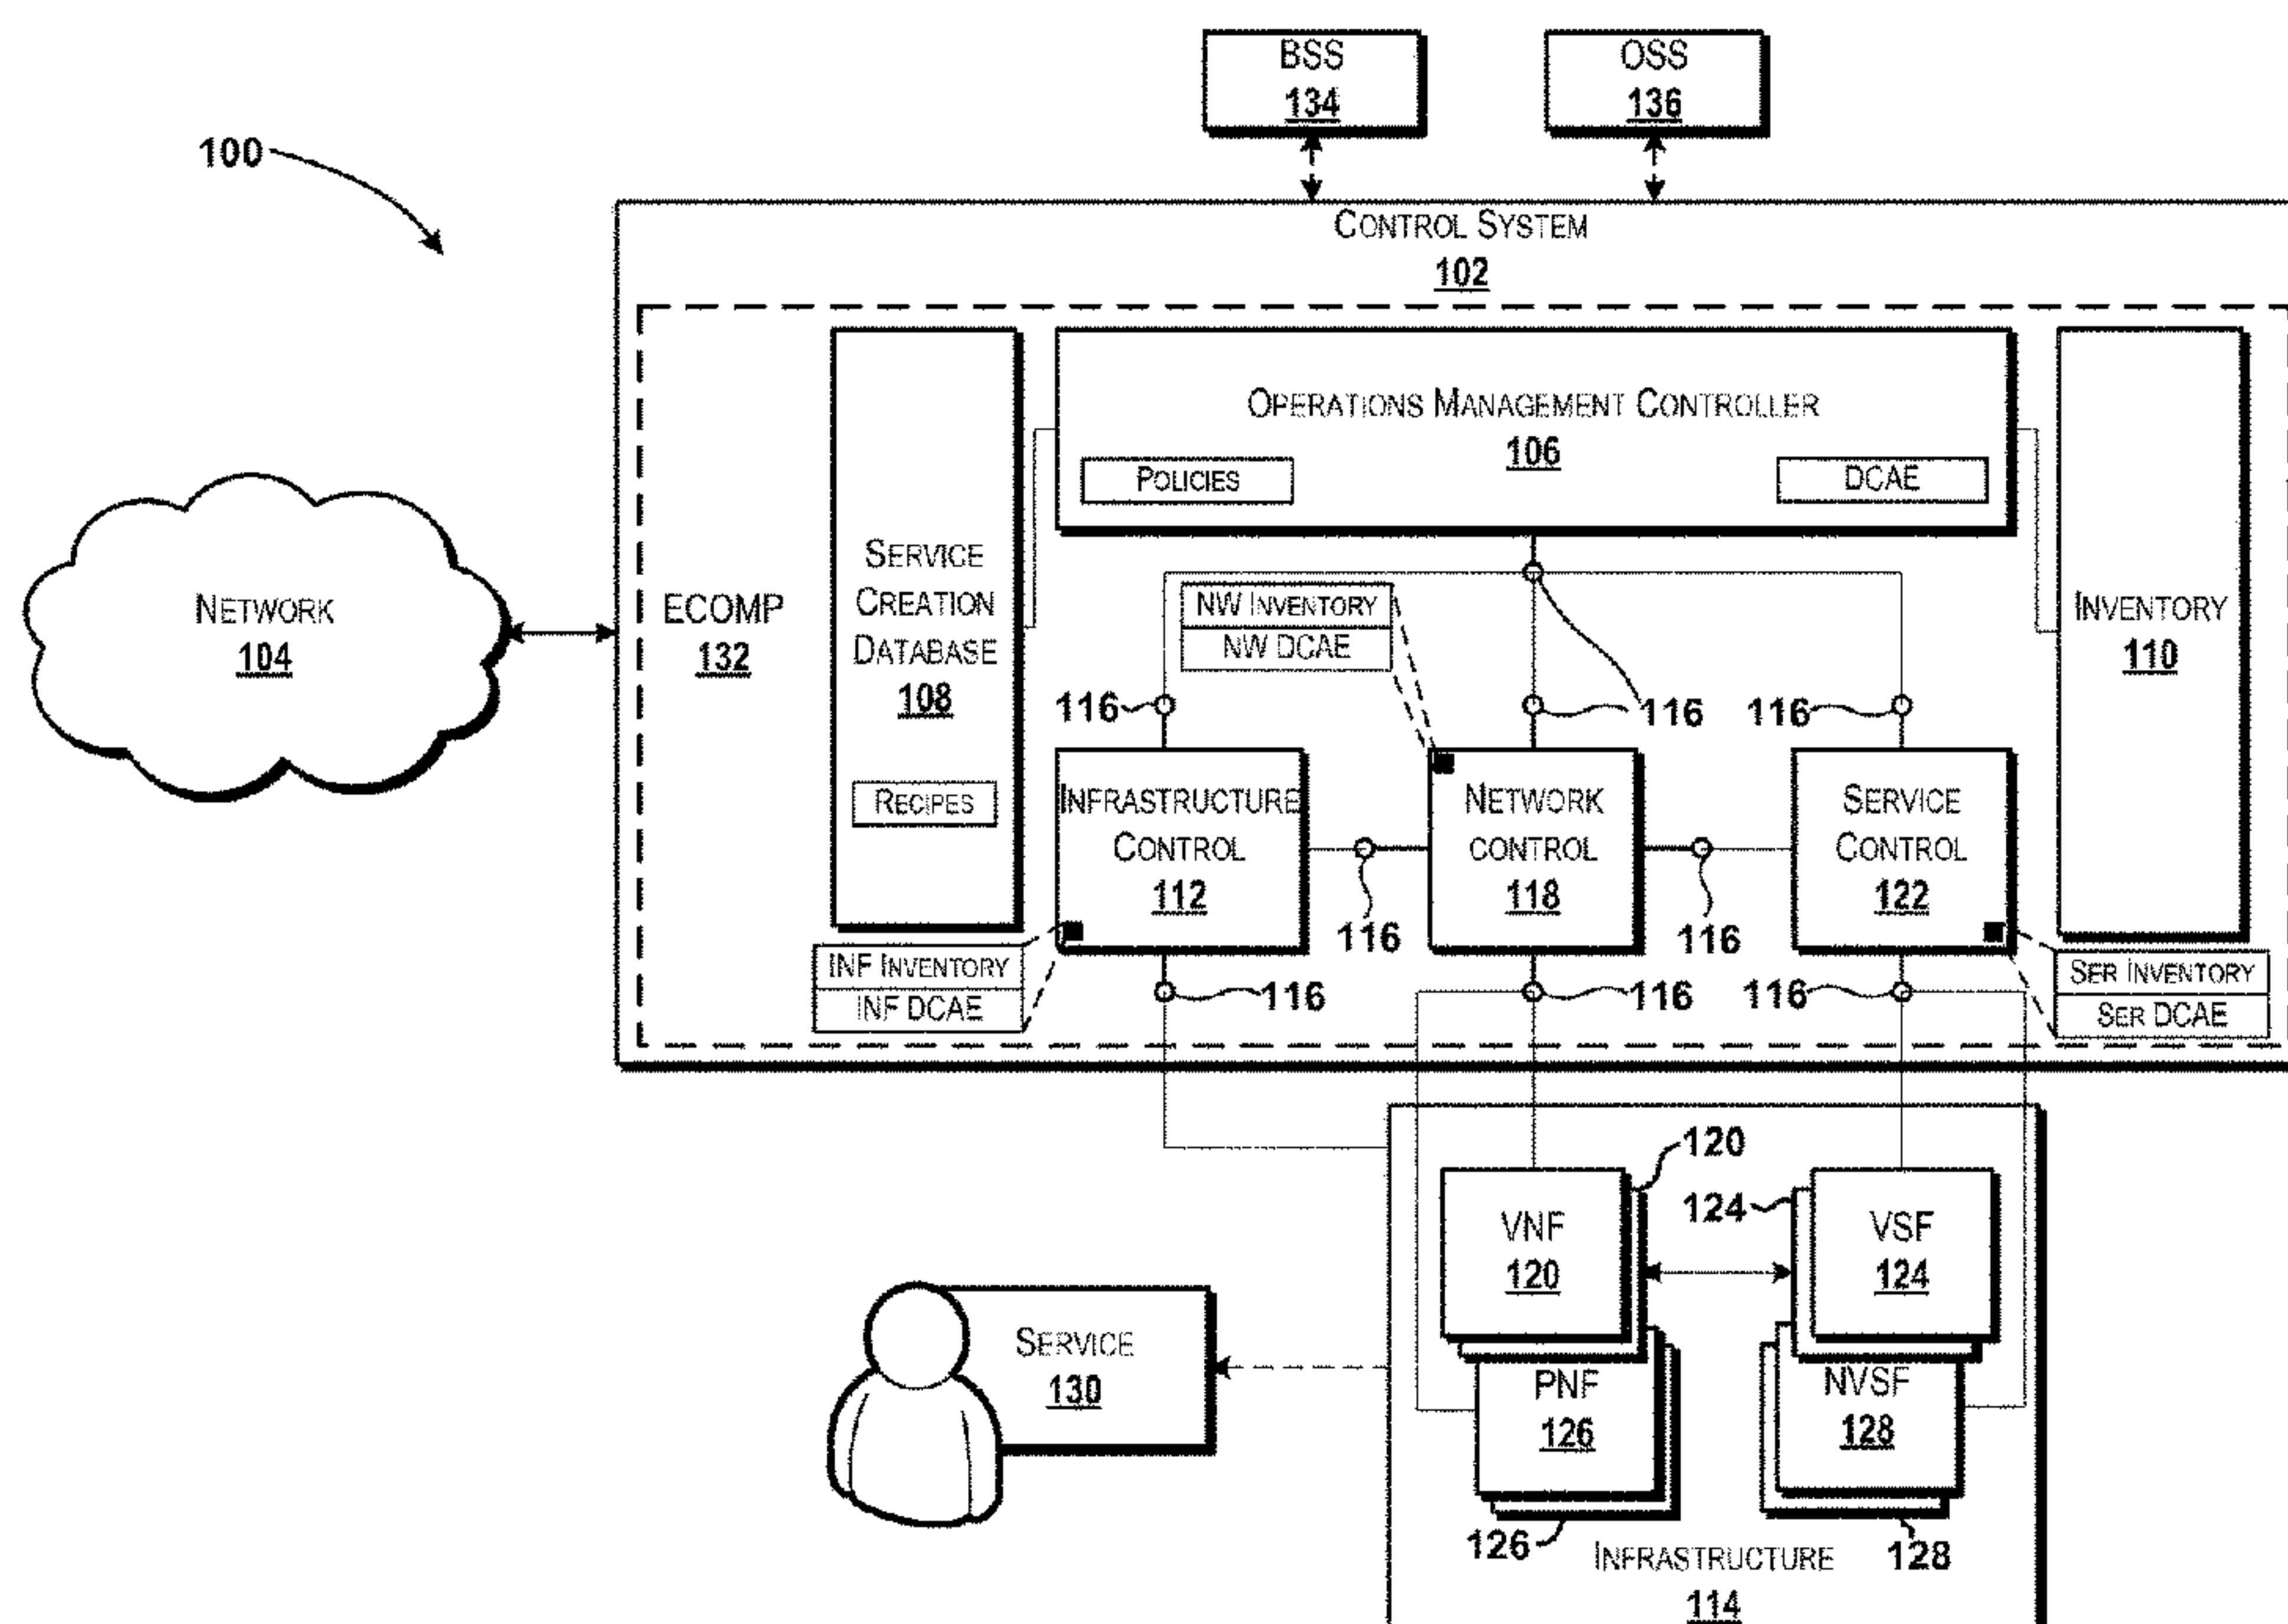 BSS
134
OSS
136
100
CONTROL SYSTEM
102
OPERATIONS MANAGEMENT CONTROLLER
106
POLICIES
DCAE
SERVICE
CREATION
DATABASE
108
RECIPES
ECOMP
132
NETWORK
104
INVENTORY
110
NW INVENTORY
NW DCAE
116
116
116
INFRASTRUCTURE
CONTROL
112
NETWORK
CONTROL
118
SERVICE
CONTROL
122
116
116
INF INVENTORY
INF DCAE
116
116
116
SER INVENTORY
SER DCAE
120
124
VNF
120
VSF
124
SERVICE
130
PNF
126
NVSF
128
126
128
INFRASTRUCTURE
114